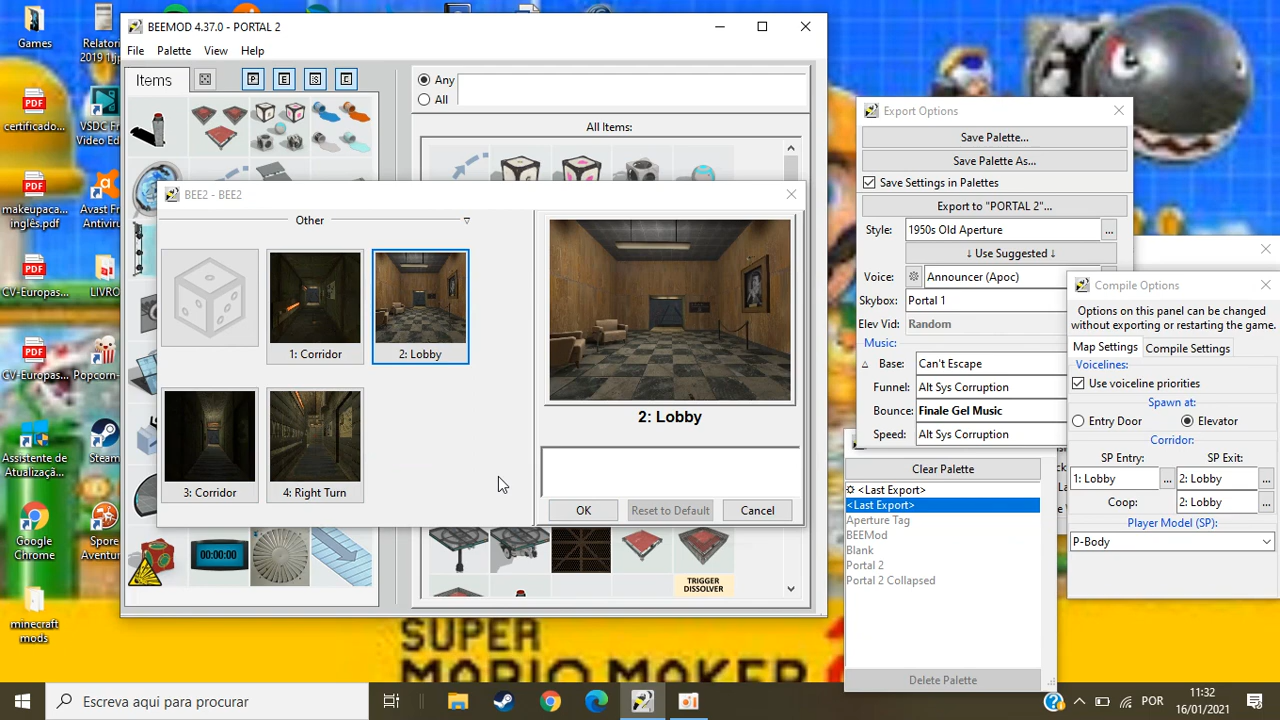 Games
Relatori
2019 1.jp
certificado...
VSDC Fr
Video Edi
makeupaca
inglês.pdf
Avast Fr
Antiviru
CV-Europas...
LIVRO
CV-Europas...
Popcorn-
Assistente de
Atualizaçã...
Steam
Google
Chrome
Spore
Aventur
minecraft
mods
BEEMOD 4.37.0 - PORTAL 2
File Palette View Help
Items
P E S C
Any
All
All Items:
BEE2 - BEE2
Other
1: Corridor
2: Lobby
3: Corridor
4: Right Turn
2: Lobby
OK Reset to Default Cancel
00:00:00
TRIGGER
DISSOLVER
Export Options
Save Palette...
Save Palette As...
Save Settings in Palettes
Export to "PORTAL 2"...
Style: 1950s Old Aperture ...
↓ Use Suggested ↓
Voice: Announcer (Apoc)
Skybox: Portal 1
Elev Vid: Random
Music:
Base: Can't Escape
Funnel: Alt Sys Corruption
Bounce: Finale Gel Music
Speed: Alt Sys Corruption
Compile Options
Options on this panel can be changed
without exporting or restarting the game.
Map Settings Compile Settings
Voicelines:
Use voiceline priorities
Spawn at:
Entry Door Elevator
Corridor:
SP Entry: SP Exit:
1: Lobby ... 2: Lobby ...
Coop: 2: Lobby ...
Player Model (SP):
P-Body
Clear Palette
<Last Export>
<Last Export>
Aperture Tag
BEEMod
Blank
Portal 2
Portal 2 Collapsed
Delete Palette
SUPER
MARIO MAKER
Escreva aqui para procurar
POR
11:32
16/01/2021